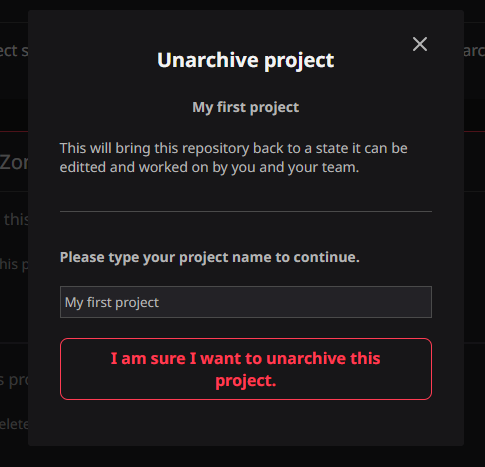 Unarchive project
My first project
ect s
arc
This will bring this repository back to a state it can be
editted and worked on by you and your team.
Zor
this
Please type your project name to continue.
his p
My first project
I am sure I want to unarchive this
project.
s pro
elete